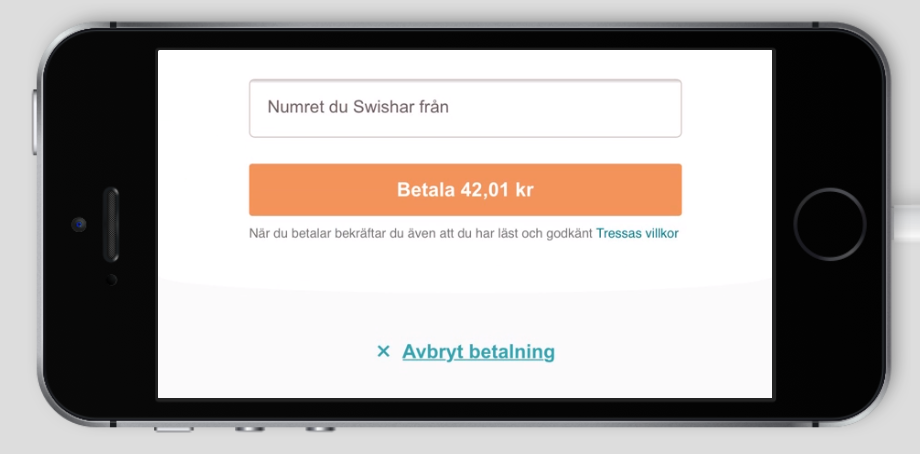 Numret du Swishar från
Betala 42,01 kr
När du betalar bekräftar du även att du har läst och godkänt Tressas villkor
× Avbryt betalning